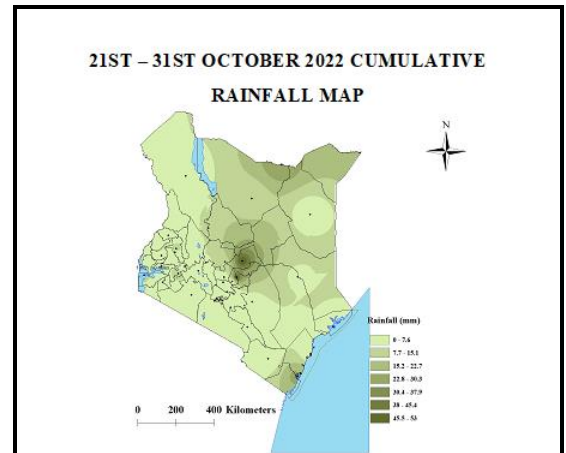 21ST – 31ST OCTOBER 2022 CUMULATIVE
RAINFALL MAP
N
Rainfall (mm)
0 - 7.6
7.7 - 15.1
15.2 - 22.7
22.8 - 30.3
30.4 - 37.9
38 - 45.4
45.5 - 53
0 200 400 Kilometers